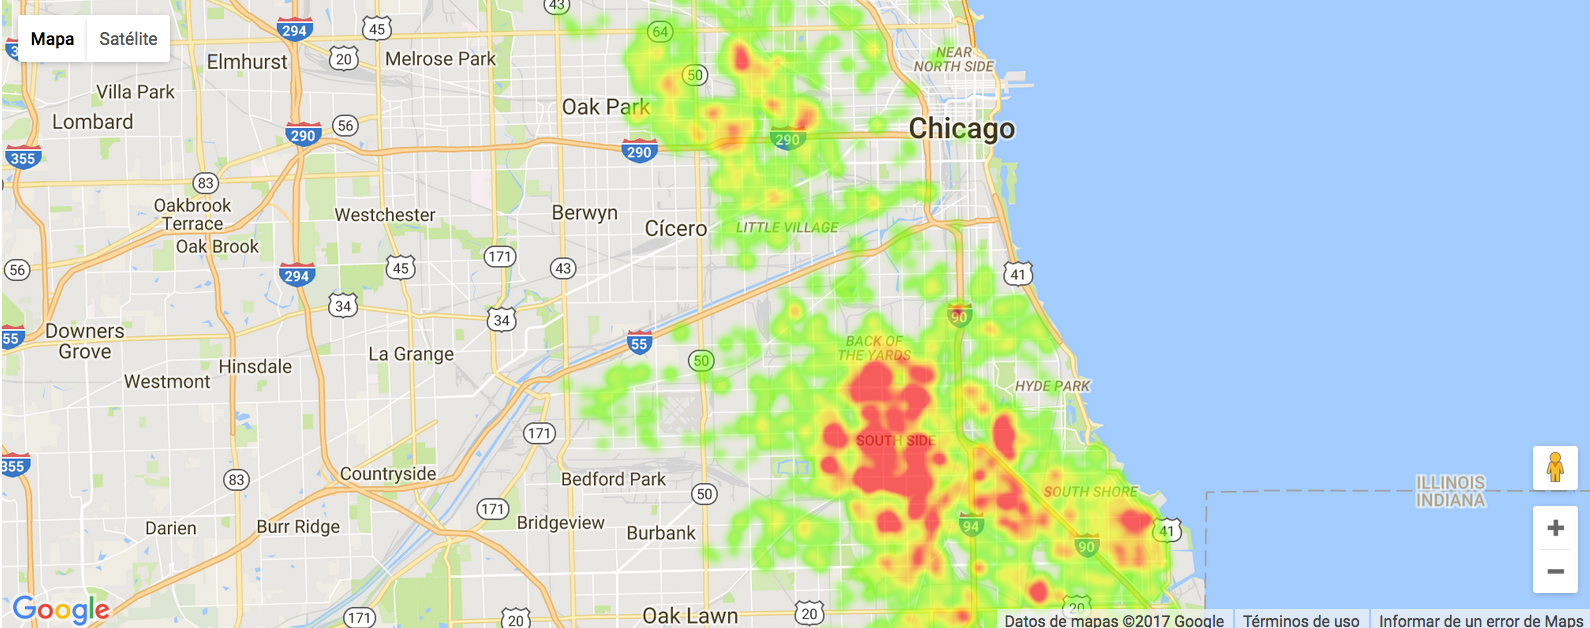 43
294
45
64
355
Mapa
Satélite
Elmhurst
20
Melrose Park
NEAR
NORTH SIDE
50
Villa Park
Oak Park
Lombard
56
290
Chicago
290
290
355
83
Oakbrook
Terrace
Westchester
Berwyn
Cícero
LITTLE VILLAGE
Oak Brook
171
43
56
294
45
41
34
34
90
Downers
Grove
55
55
BACK OF
THE YARDS
La Grange
50
Hinsdale
Westmont
HYDE PARK
171
SOUTH SIDE
355
83
Countryside
Bedford Park
50
SOUTH SHORE
ILLINOIS
INDIANA
171
Darien
Burr Ridge
Bridgeview
Burbank
94
41
90
Google
171
20
Oak Lawn
20
20
Datos de mapas ©2017 Google
Términos de uso
Informar de un error de Maps